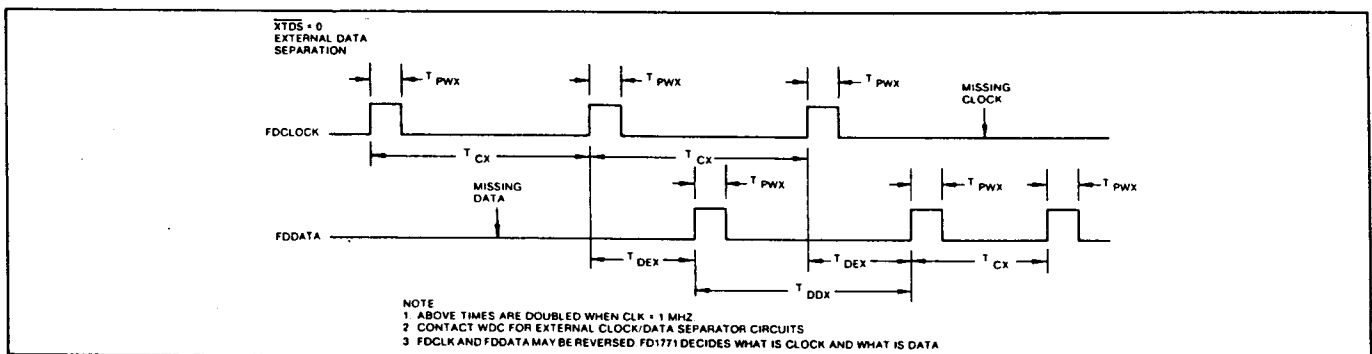 XTDS = 0
EXTERNAL DATA
SEPARATION
T PWX
T PWX
T PWX
MISSING
CLOCK
FDCLOCK
T CX
T CX
T PWX
T PWX
T PWX
MISSING
DATA
FDDATA
T DEX
T DEX
T CX
T DDX
NOTE
1. ABOVE TIMES ARE DOUBLED WHEN CLK = 1 MHZ.
2 CONTACT WDC FOR EXTERNAL CLOCK/DATA SEPARATOR CIRCUITS
3 FDCLK AND FDDATA MAY BE REVERSED. FD1771 DECIDES WHAT IS CLOCK AND WHAT IS DATA